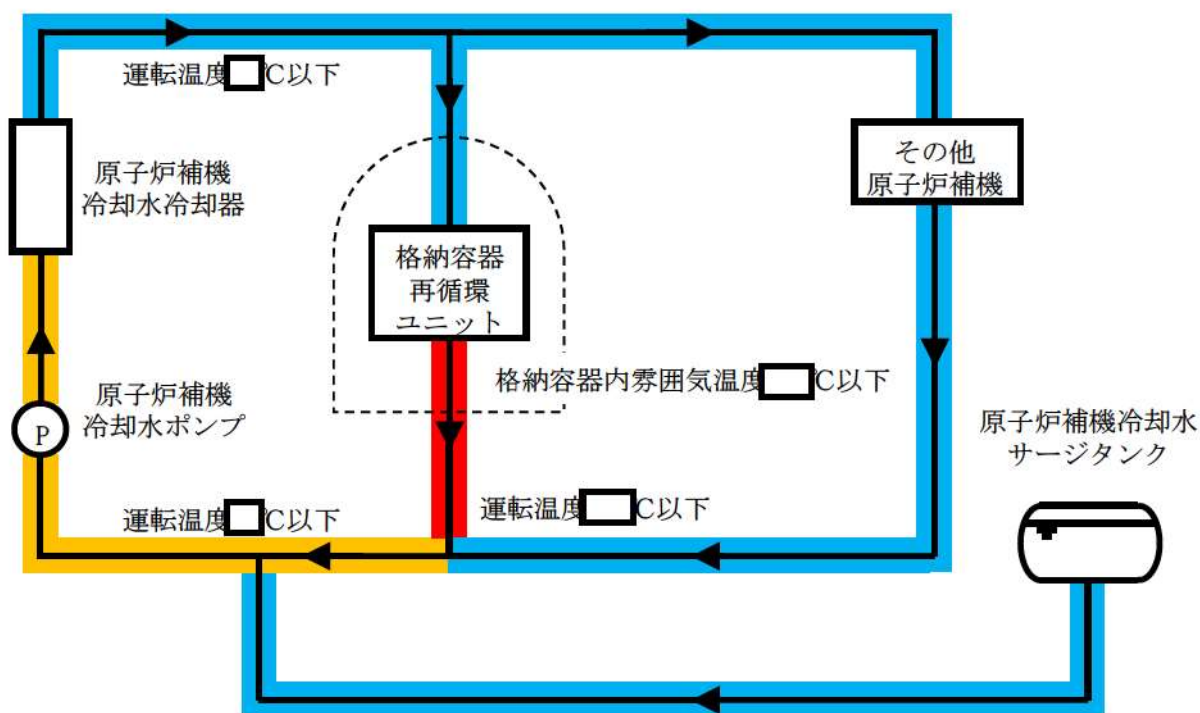 運転温度□℃以下
原子炉補機
冷却水冷却器
その他
原子炉補機
格納容器
再循環
ユニット
格納容器内雰囲気温度□℃以下
原子炉補機
冷却水ポンプ
P
原子炉補機冷却水
サージタンク
運転温度□℃以下
運転温度□℃以下